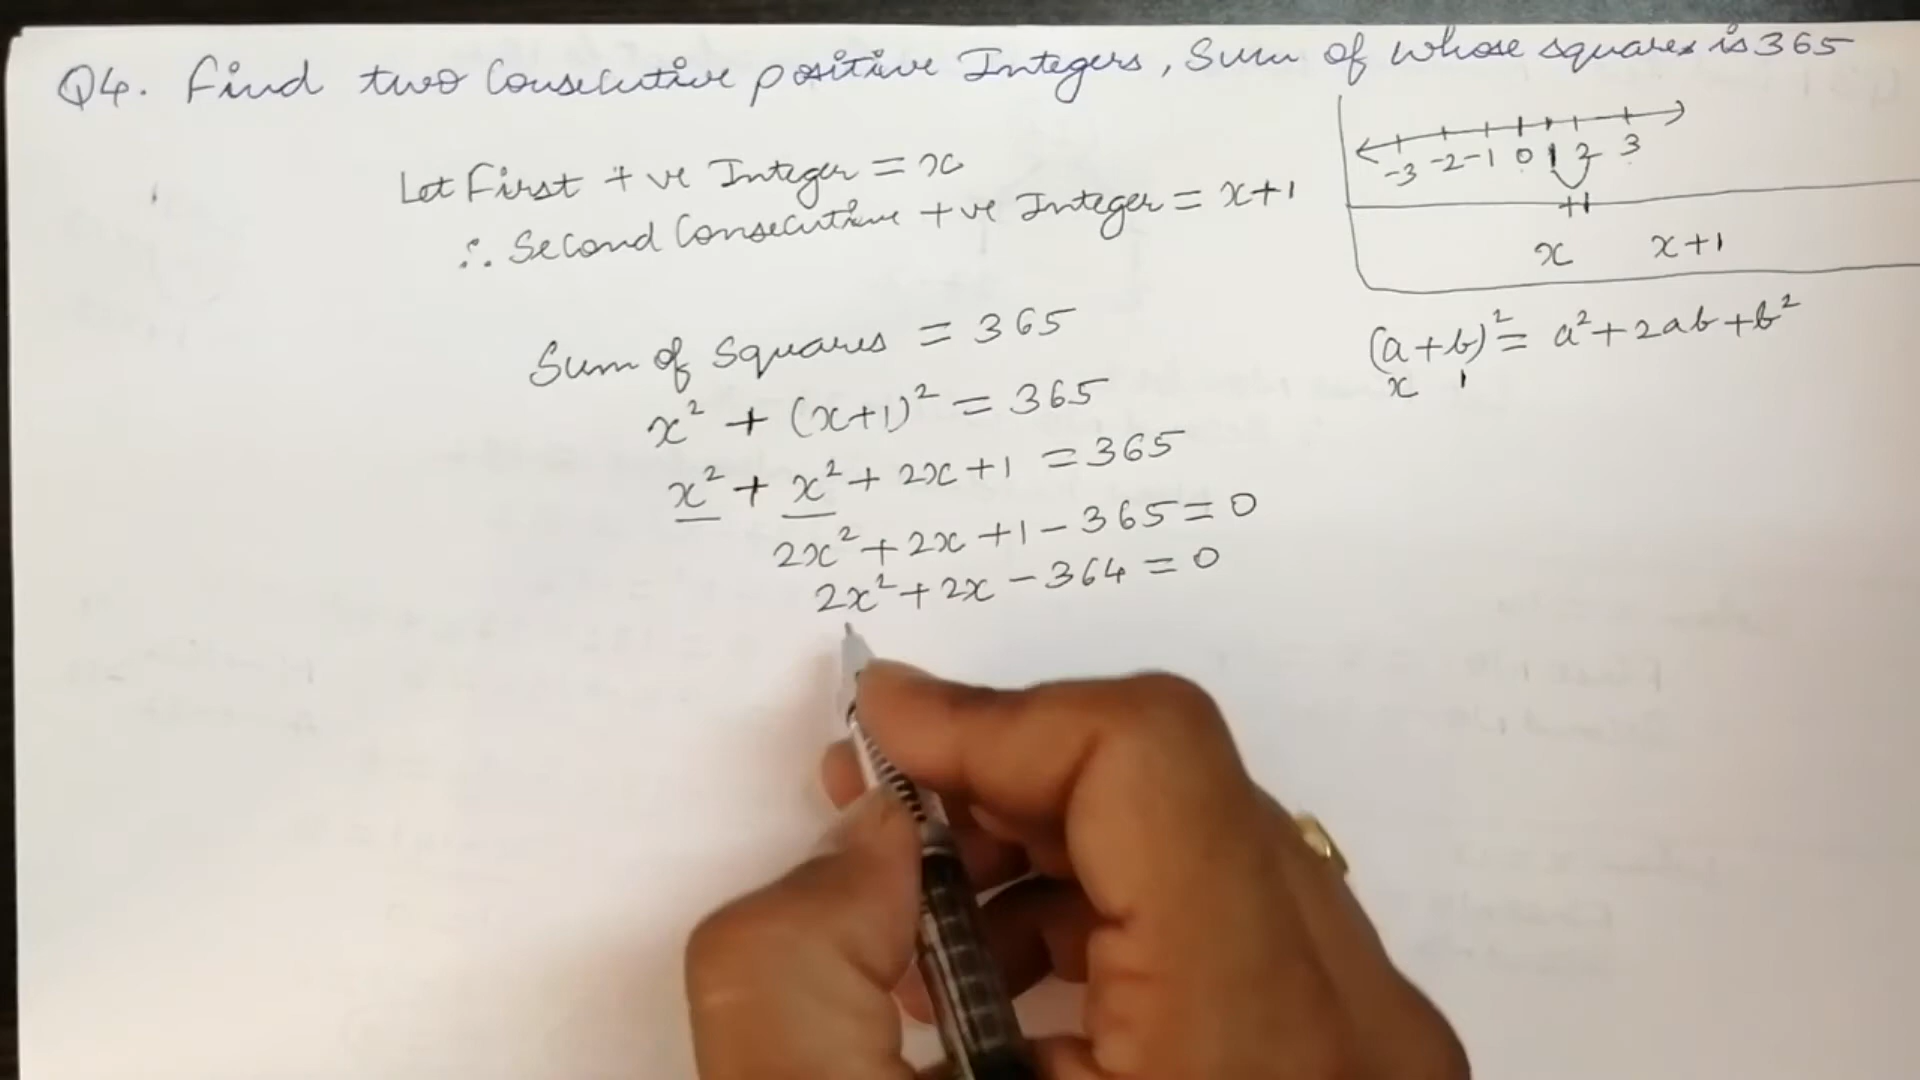 Q4. Find two Consecutive positive Integers, Sum of whose squares is 365
Let First +ve Integer = x
∴ Second Consecutive +ve Integer = x+1
Sum of Squares = 365
x² + (x+1)² = 365
x² + x² + 2x + 1 = 365
2x² + 2x + 1 - 365 = 0
2x² + 2x - 364 = 0
-3 -2 -1 0 1 2 3
+1
x x+1
(a+b)² = a² + 2ab + b²
x 1